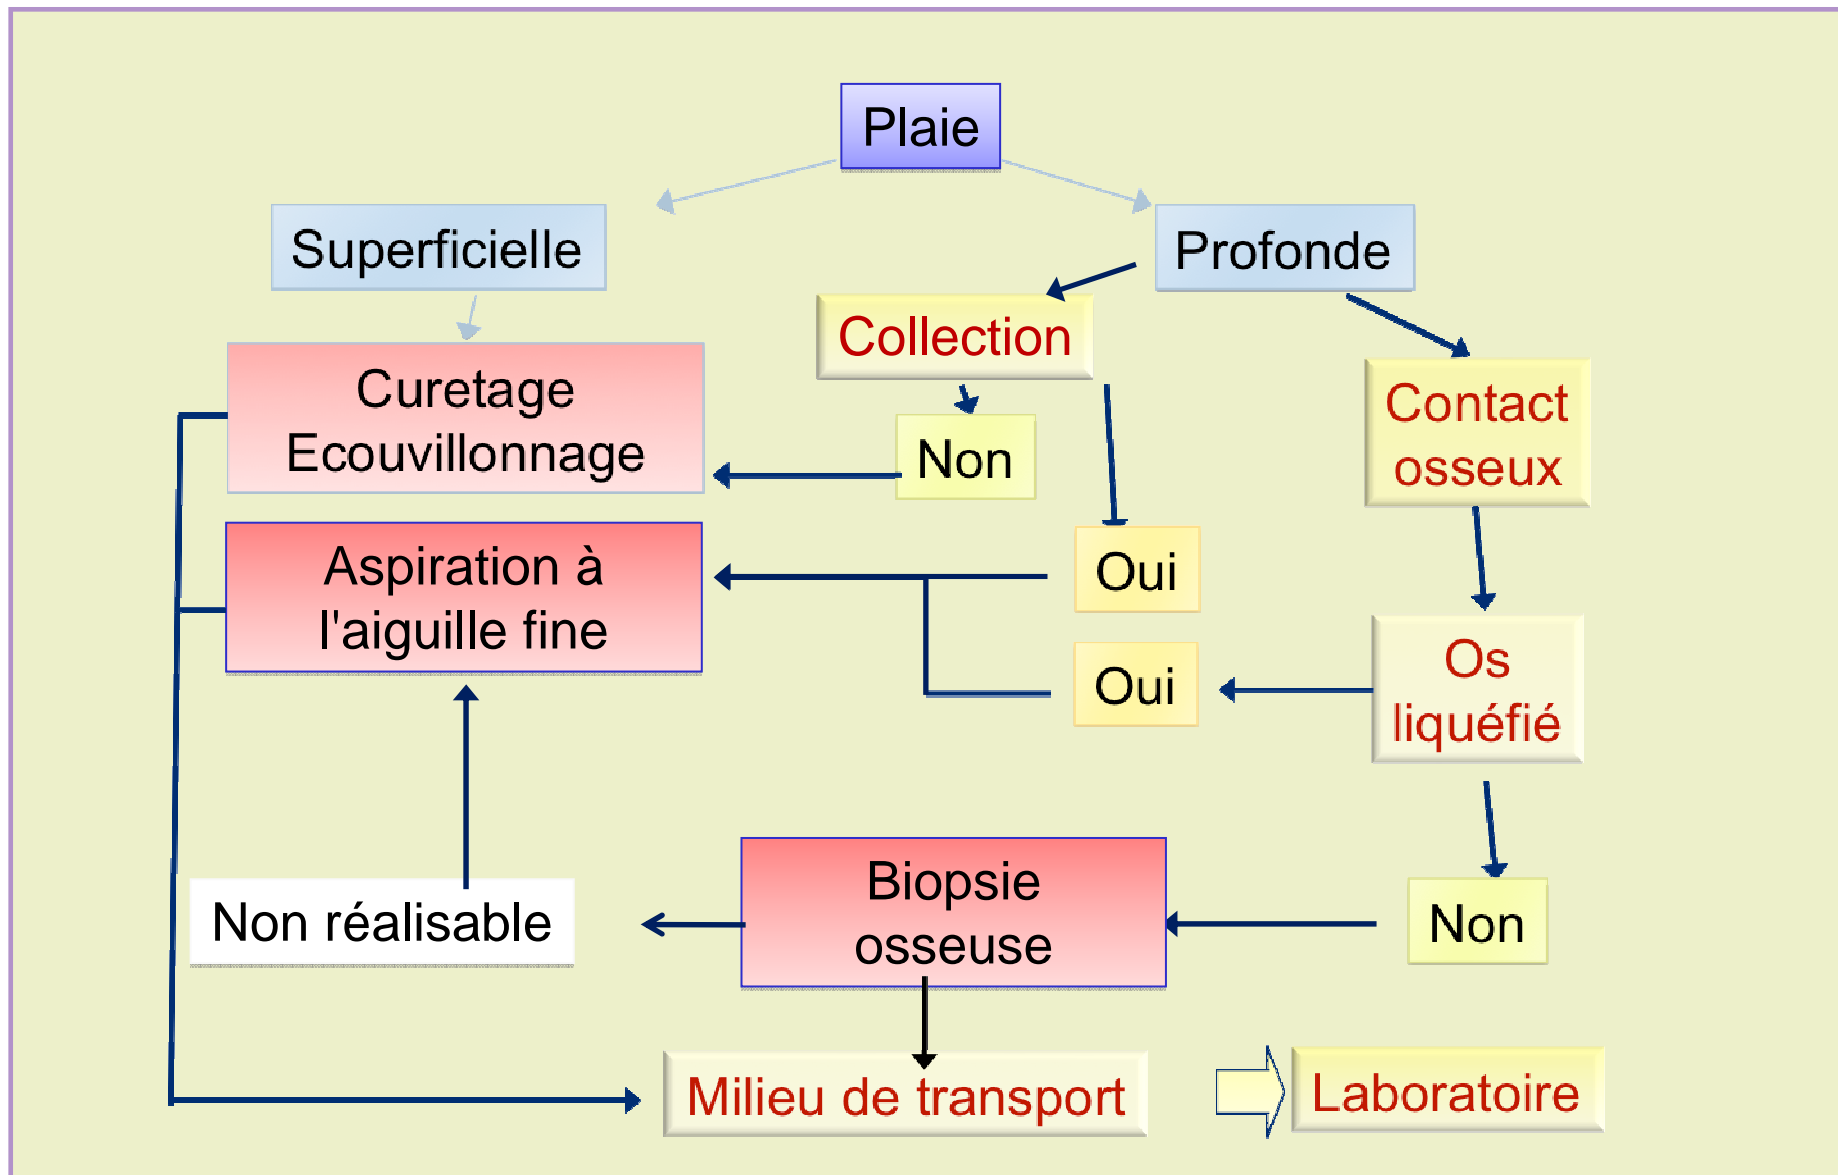 Plaie
Superficielle
Profonde
Collection
Curetage
Ecouvillonnage
Non
Contact
osseux
Aspiration à
l'aiguille fine
Oui
Oui
Os
liquéfié
Non réalisable
Biopsie
osseuse
Non
Milieu de transport
Laboratoire